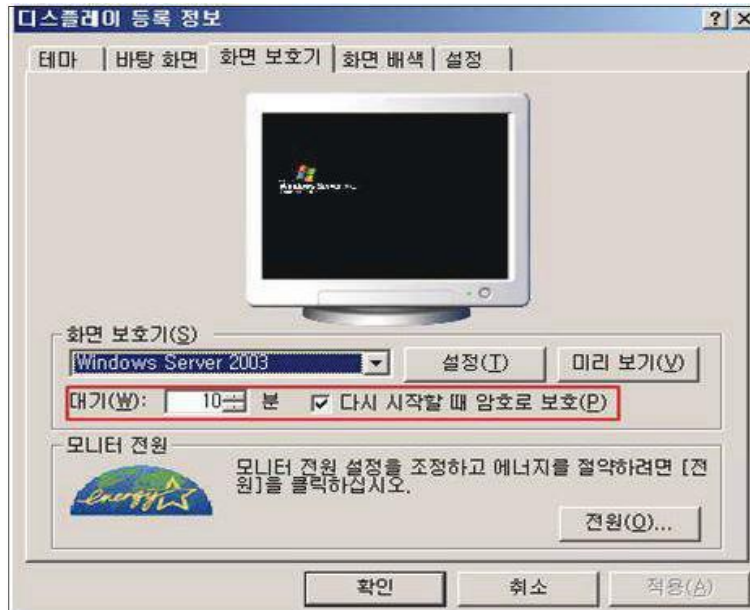 디스플레이 등록 정보
테마 바탕 화면 화면 보호기 화면 배색 설정
화면 보호기(S)
Windows Server 2003 설정(T) 미리 보기(V)
대기(W): 10 분 다시 시작할 때 암호로 보호(P)
모니터 전원
energy
모니터 전원 설정을 조정하고 에너지를 절약하려면 [전
원]을 클릭하십시오.
전원(O)...
확인 취소 적용(A)